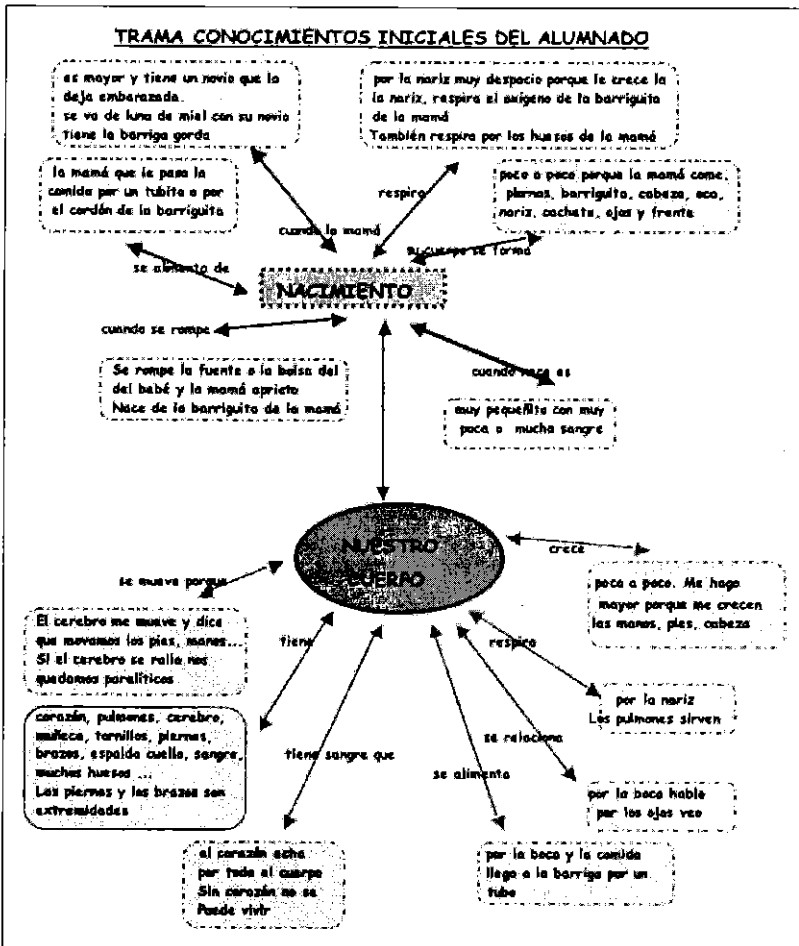 TRAMA CONOCIMIENTOS INICIALES DEL ALUMNADO
es mayor y tiene un novio que la
deja embarazada.
se va de luna de miel con su novio
Tiene la barriga gorda
por la nariz muy despacio porque le crece la
la nariz, respira el oxígeno de la barriguita
de la mamá
También respira por los huesos de la mamá
la mamá que le pasa la
comida por un tubito o por
el cordón de la barriguita
respira
poco a poco porque la mamá come,
piernas, barriguita, cabeza,
nariz, cachete, ojos y frente
cuando la mamá
su cuerpo se forma
se alimenta de
NACIMIENTO
cuando se rompe
Se rompe la fuente o la bolsa del
del bebé y la mamá aprieta
Nace de la barriguita de la mamá
cuando nace es
muy pequeñito con muy
poca o mucha sangre
NUESTRO
CUERPO
crece
se mueve porque
poco a poco. Me hago
mayor porque me crecen
las manos, pies, cabeza
El cerebro me mueve y dice
que movamos los pies, manos...
Si el cerebro se ralla nos
quedamos paralíticos
tiene
respira
por la nariz
Los pulmones sirven
corazón, pulmones, cerebro,
muñeca, tornillos, piernas,
brazos, espalda cuello, sangre,
muchos huesos ...
Las piernas y los brazos son
extremidades
tiene sangre que
se relaciona
se alimenta
por la boca hablo
por los ojos veo
el corazón echa
por todo el cuerpo
Sin corazón no se
Puede vivir
por la boca y la comida
llega a la barriga por un
tubo